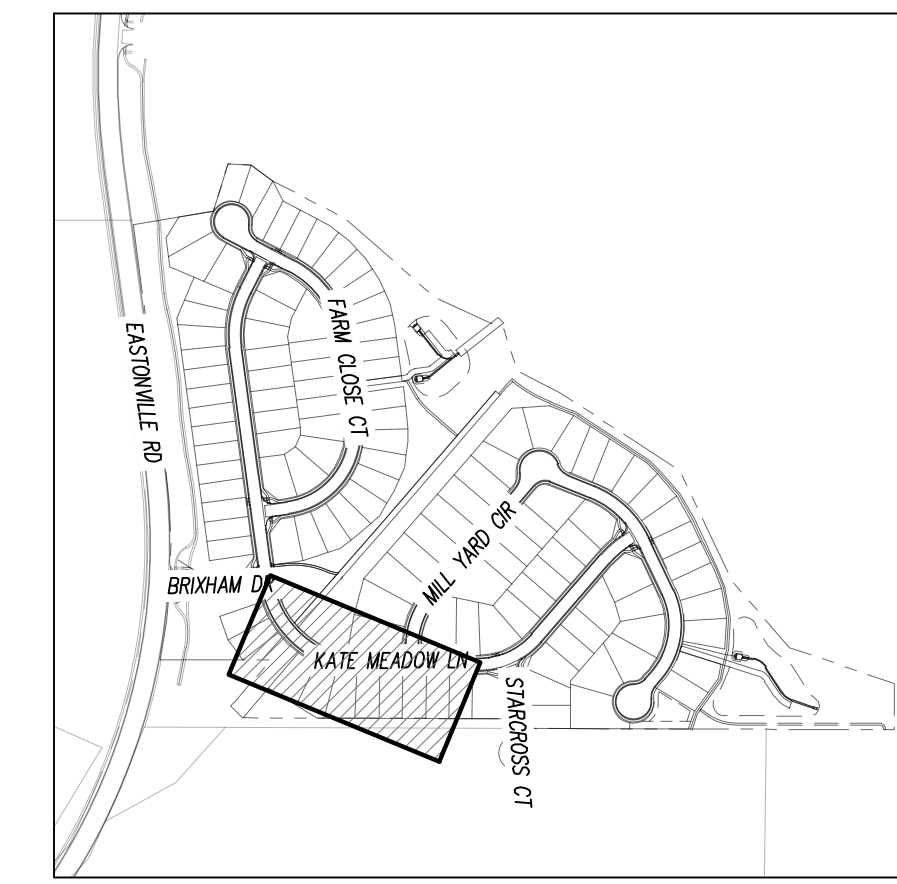 FARM CLOSE CT
EASTONVILLE RD
MILL YARD CIR
BRIXHAM DR
KATE MEADOW LN
STARCROSS CT